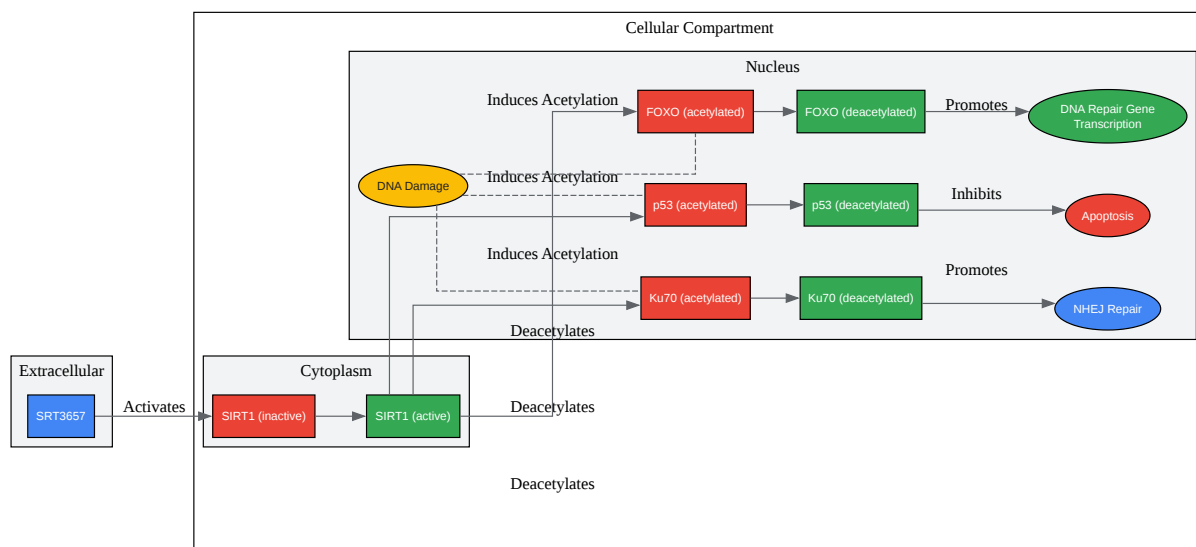 Cellular Compartment
Nucleus
Induces Acetylation
FOXO (acetylated)
FOXO (deacetylated)
Promotes
DNA Repair Gene
Transcription
DNA Damage
Induces Acetylation
p53 (acetylated)
p53 (deacetylated)
Inhibits
Apoptosis
Induces Acetylation
Ku70 (acetylated)
Ku70 (deacetylated)
Promotes
NHEJ Repair
Deacetylates
Extracellular
SRT3657
Activates
Cytoplasm
SIRT1 (inactive)
SIRT1 (active)
Deacetylates
Deacetylates